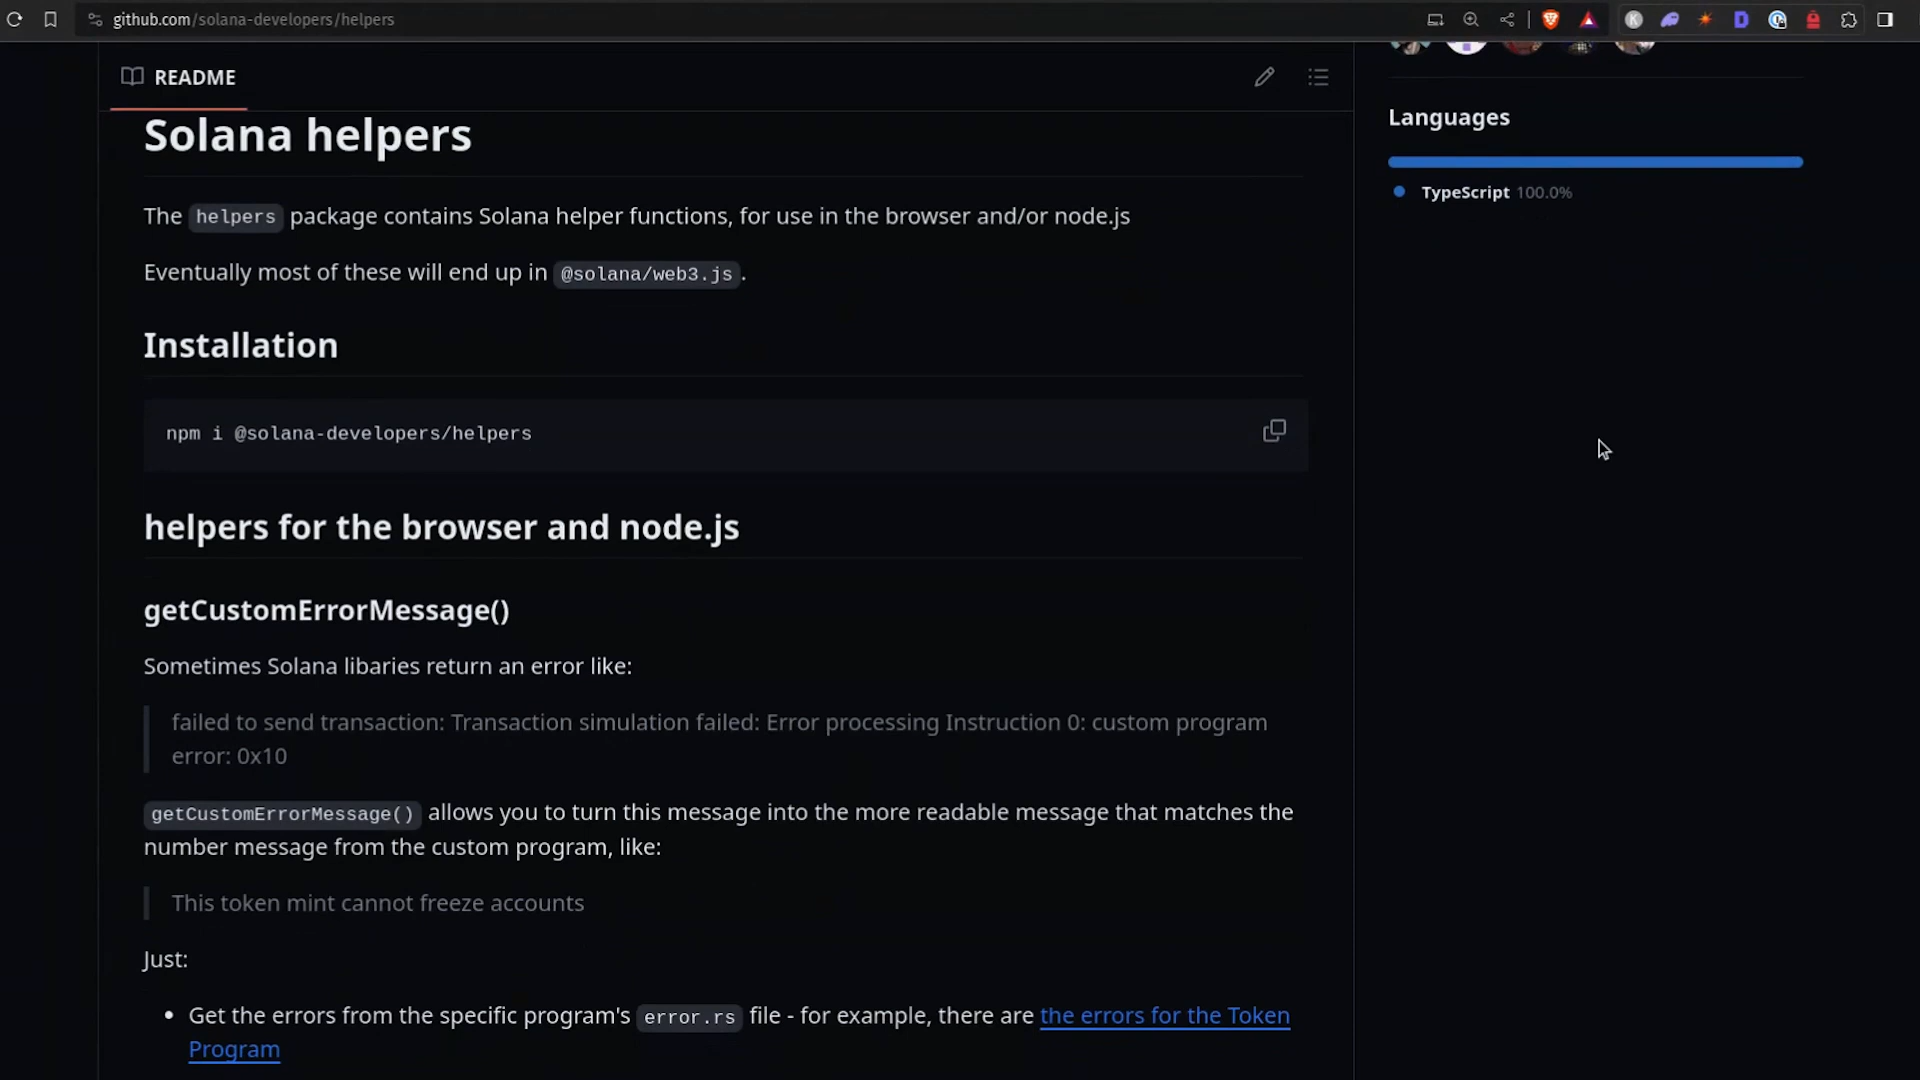 github.com/solana-developers/helpers
README
Languages
TypeScript 100.0%
Solana helpers
The helpers package contains Solana helper functions, for use in the browser and/or node.js
Eventually most of these will end up in @solana/web3.js.
Installation
npm i @solana-developers/helpers
helpers for the browser and node.js
getCustomErrorMessage()
Sometimes Solana libaries return an error like:
failed to send transaction: Transaction simulation failed: Error processing Instruction 0: custom program
error: 0x10
getCustomErrorMessage() allows you to turn this message into the more readable message that matches the
number message from the custom program, like:
This token mint cannot freeze accounts
Just:
Get the errors from the specific program's error.rs file - for example, there are the errors for the Token
Program